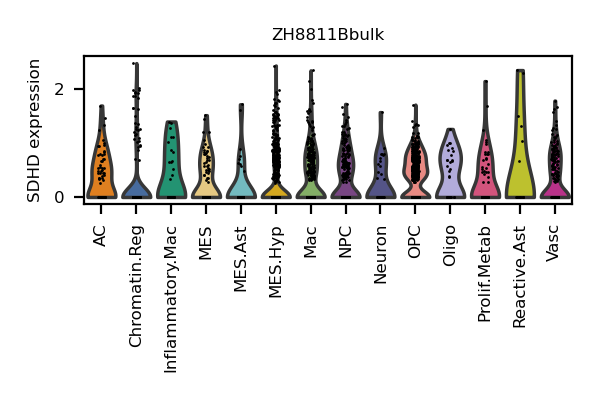 ZH8811Bbulk
SDHD expression
2
0
AC
Chromatin.Reg
Inflammatory.Mac
MES
MES.Ast
MES.Hyp
Mac
NPC
Neuron
OPC
Oligo
Prolif.Metab
Reactive.Ast
Vasc